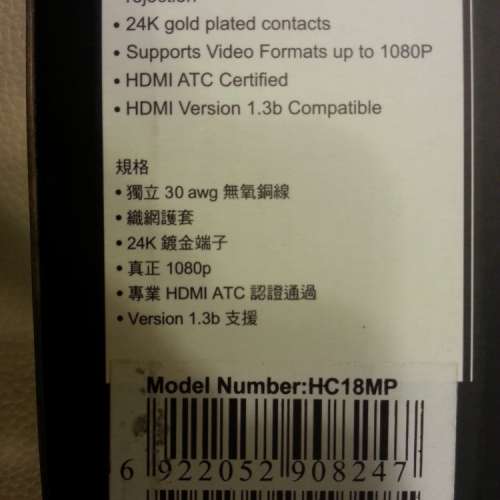 rejection
• 24K gold plated contacts
• Supports Video Formats up to 1080P
• HDMI ATC Certified
• HDMI Version 1.3b Compatible
規格
• 獨立 30 awg 無氧銅線
• 織網護套
• 24K 鍍金端子
• 真正 1080p
• 專業 HDMI ATC 認證通過
• Version 1.3b 支援
Model Number:HC18MP
6 922052 908247